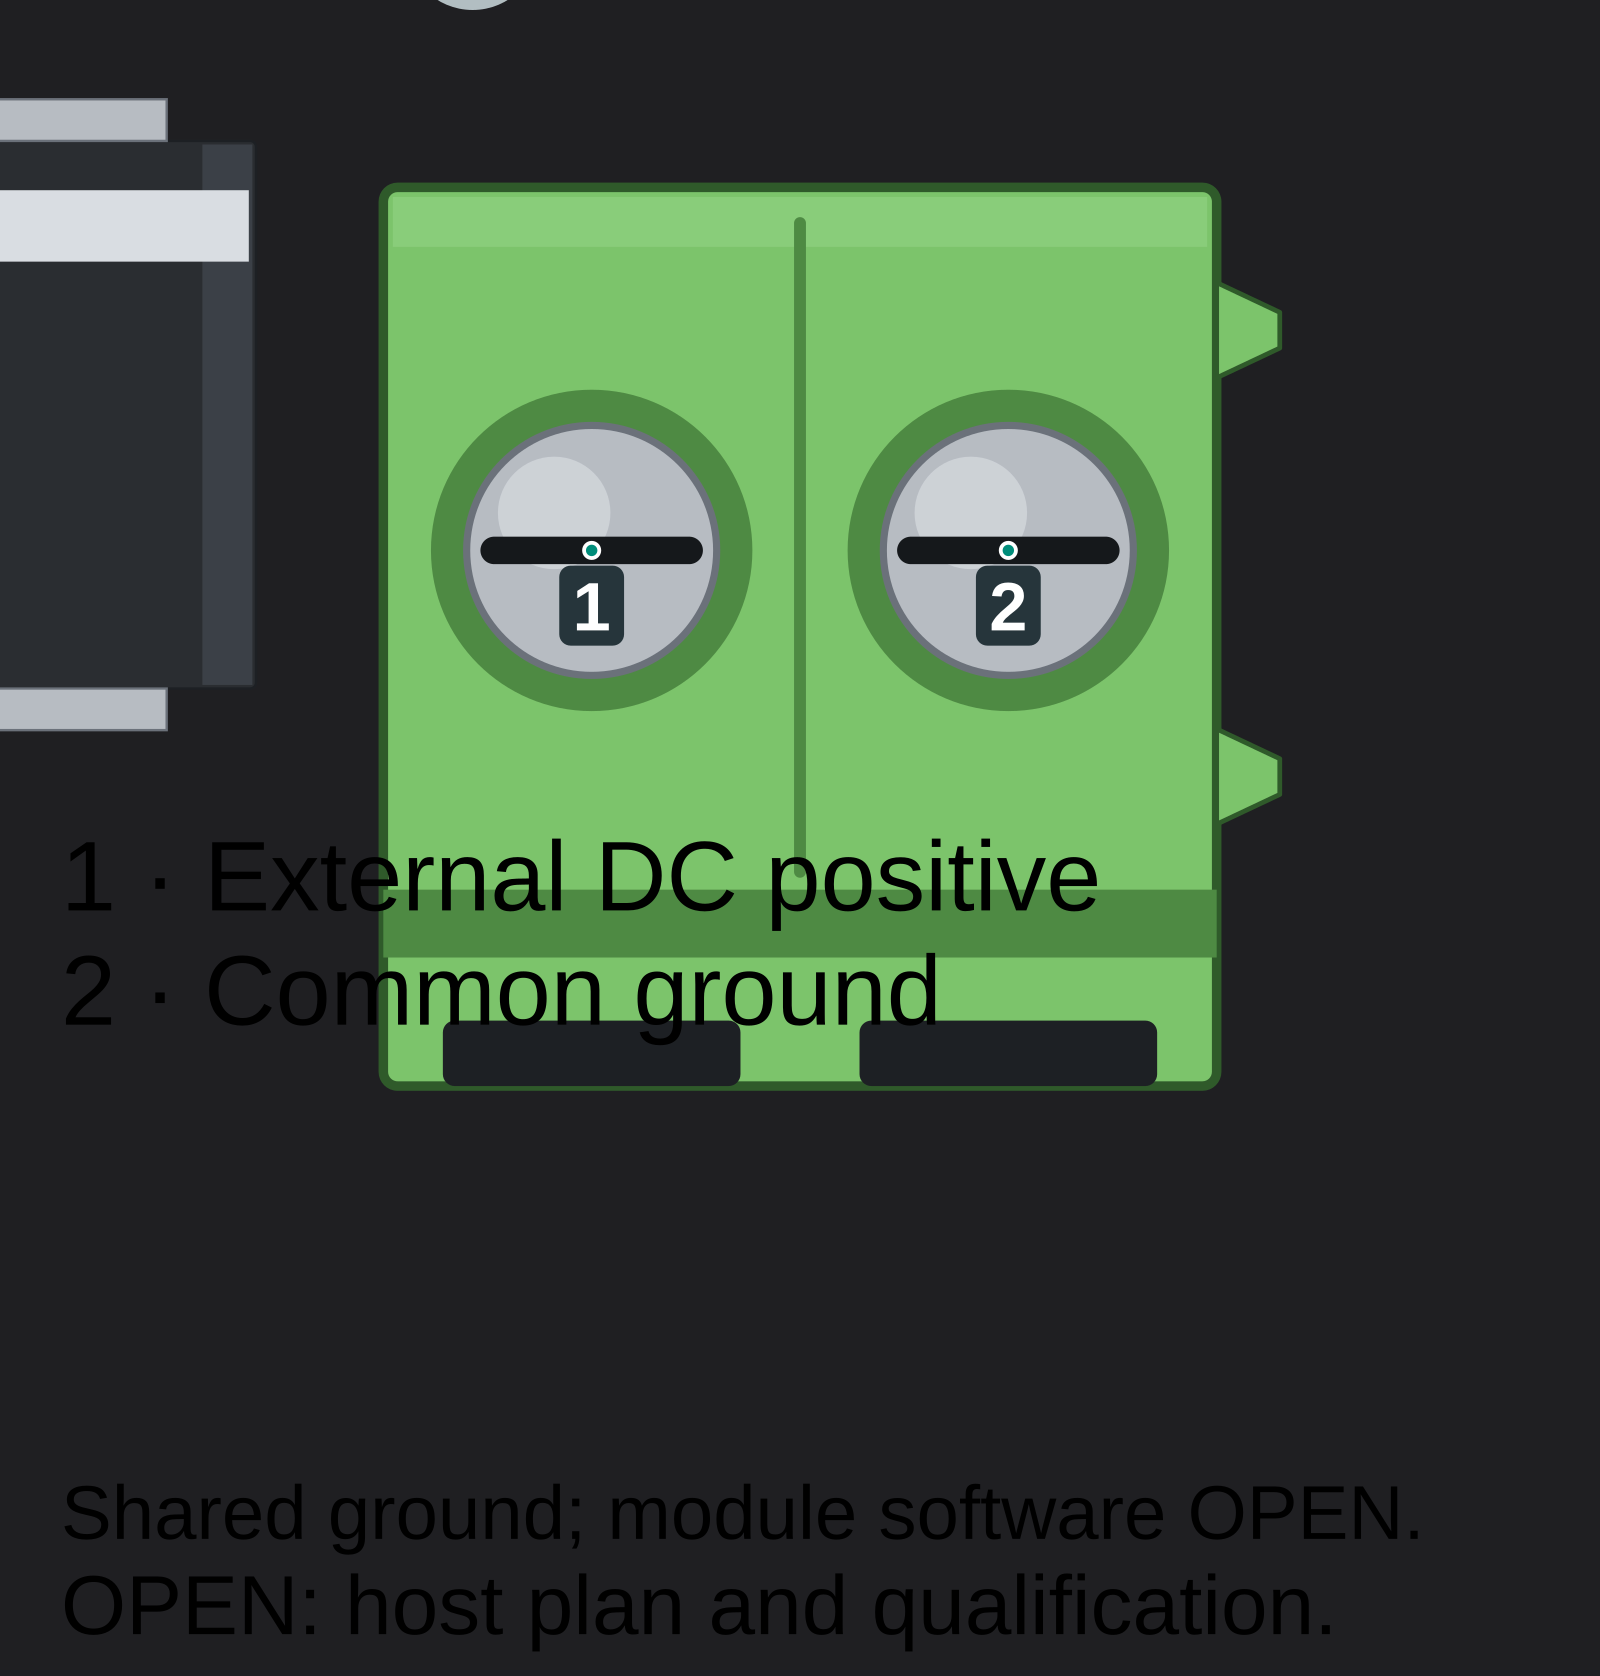 1
2
1 · External DC positive
2 · Common ground
Shared ground; module software OPEN.
OPEN: host plan and qualification.